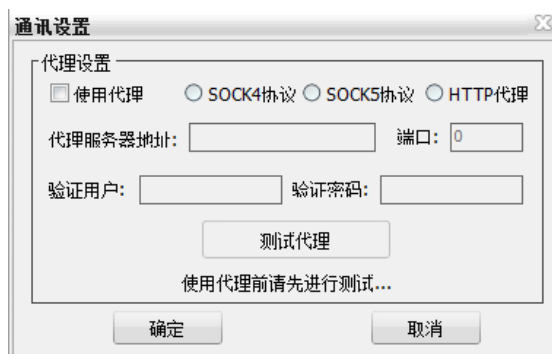 通讯设置
代理设置
使用代理 SOCK4协议 SOCK5协议 HTTP代理
代理服务器地址: 端口: 0
验证用户: 验证密码:
测试代理
使用代理前请先进行测试...
确定 取消